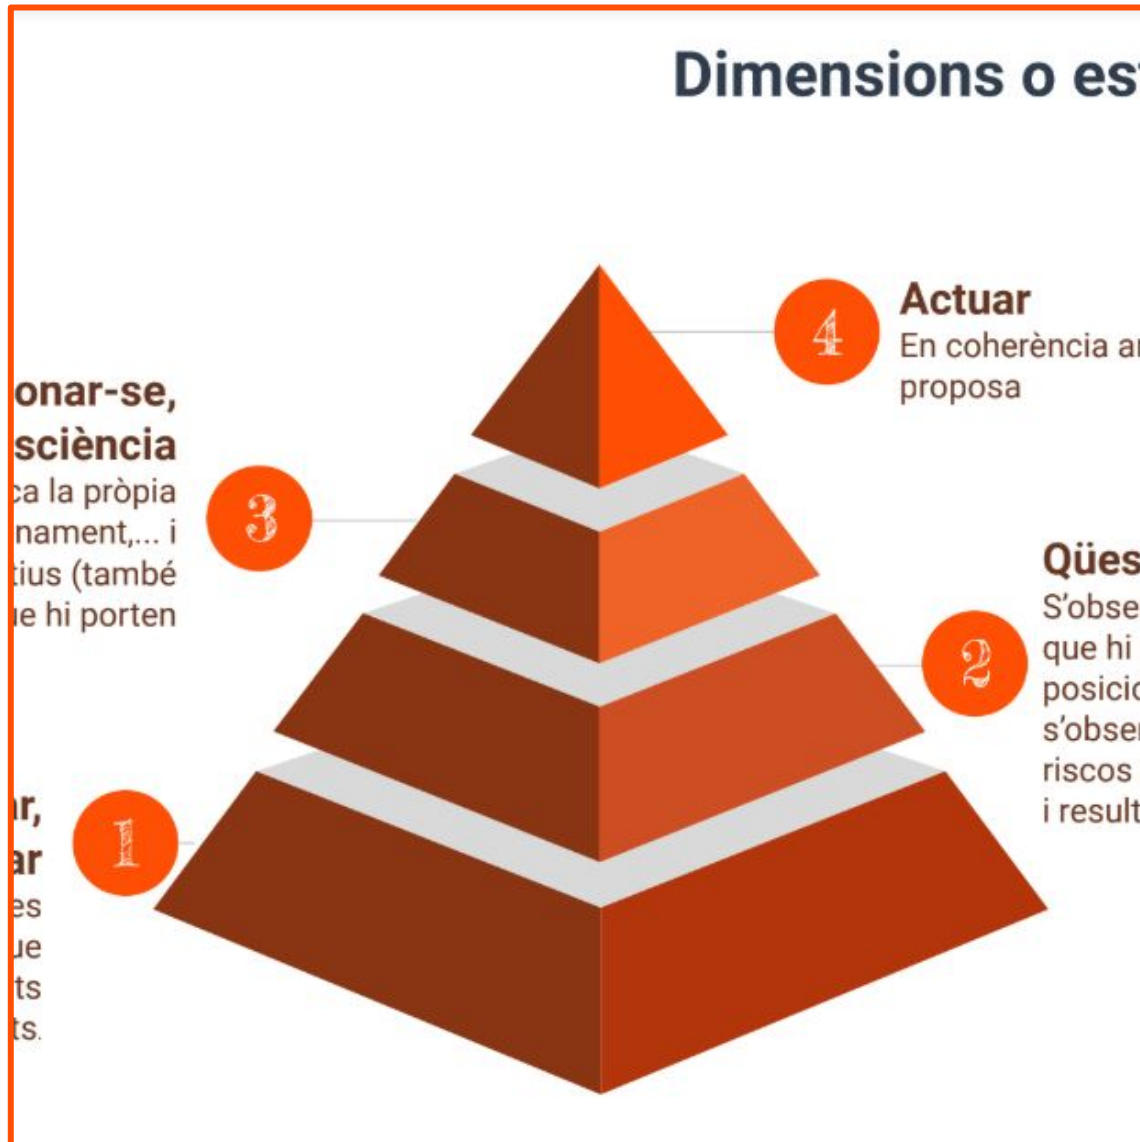 Dimensions o est
4
Actuar
En coherència
proposa
onar-se,
sciència
ca la pròpia
nament,... i
tius (també
ue hi porten
3
Qües
S'obse
que hi
posicio
s'obser
riscos
i result
2
1
ar,
ar
es
ue
ts
ts.